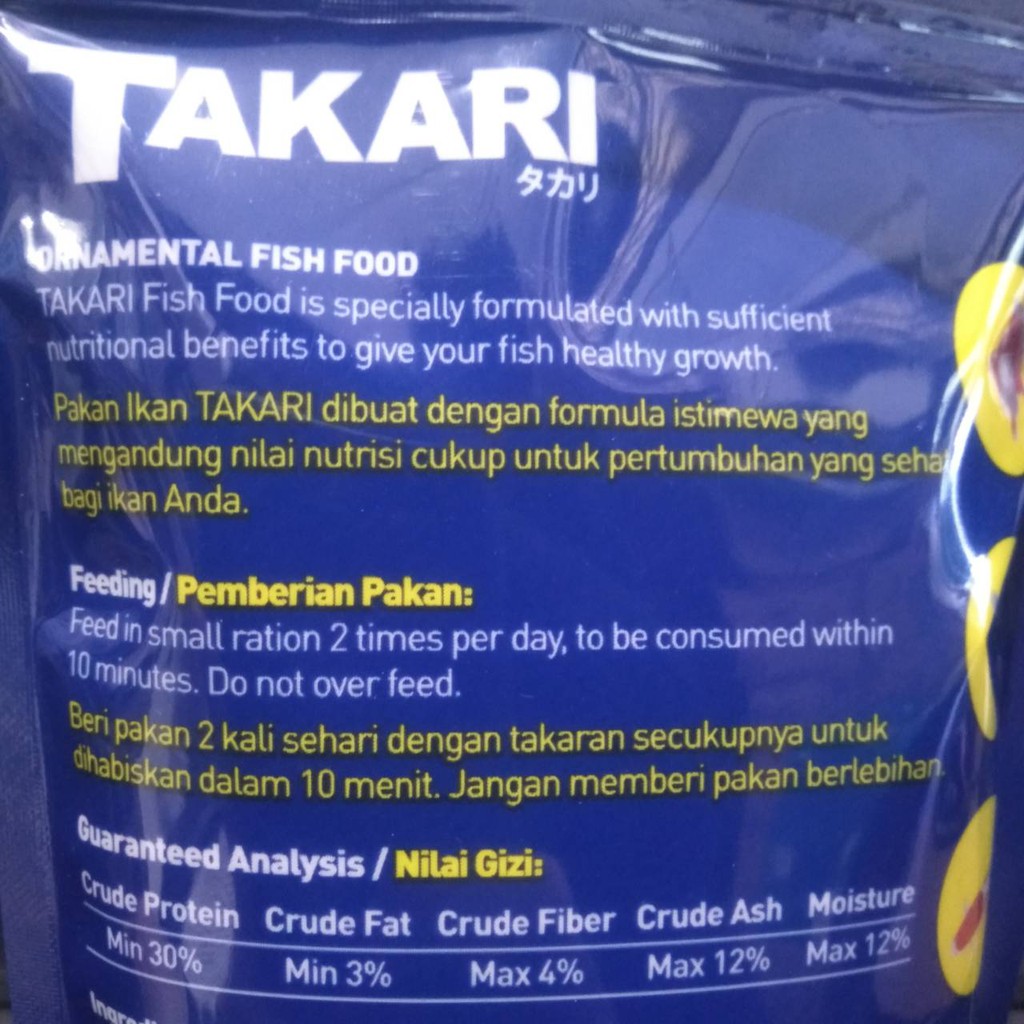 TAKARI
タカリ
ORNAMENTAL FISH FOOD
TAKARI Fish Food is specially formulated with sufficient
nutritional benefits to give your fish healthy growth.
Pakan Ikan TAKARI dibuat dengan formula istimewa yang
mengandung nilai nutrisi cukup untuk pertumbuhan yang seha
bagi ikan Anda.
Feeding / Pemberian Pakan:
Feed in small ration 2 times per day, to be consumed within
10 minutes. Do not over feed.
Beri pakan 2 kali sehari dengan takaran secukupnya untuk
dihabiskan dalam 10 menit. Jangan memberi pakan berlebihan.
Guaranteed Analysis / Nilai Gizi:
Crude Protein Crude Fat Crude Fiber Crude Ash Moisture
Min 30% Min 3% Max 4% Max 12% Max 12%